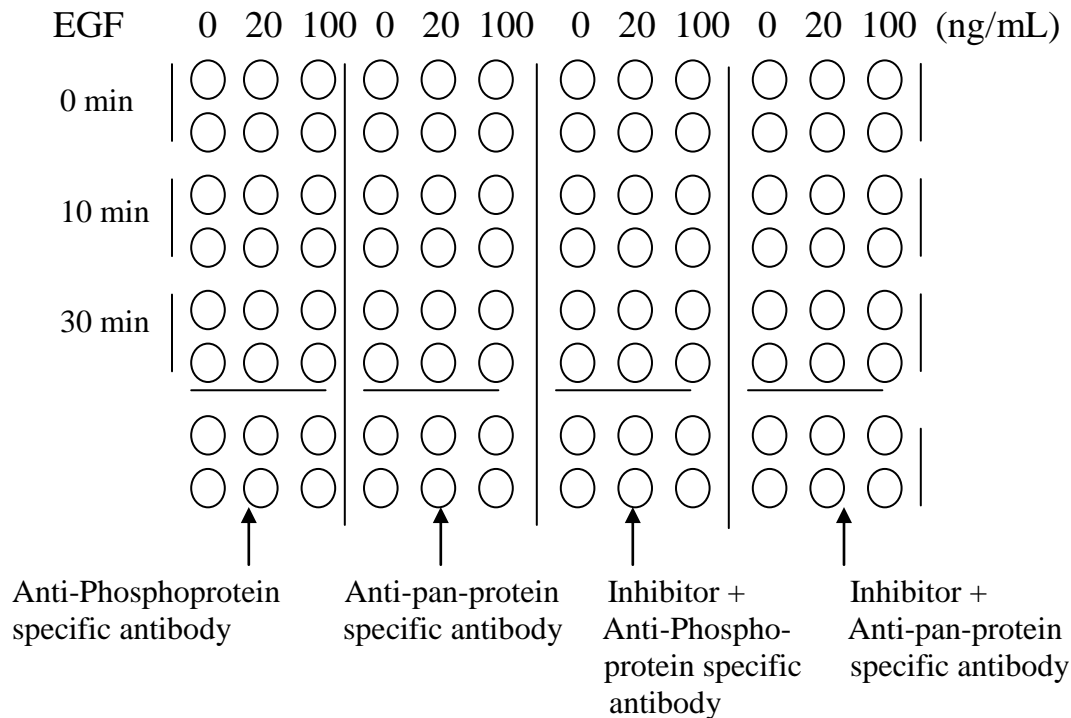 EGF 0 20 100 0 20 100 0 20 100 0 20 100 (ng/mL)
0 min
10 min
30 min
Anti-Phosphoprotein
specific antibody
Anti-pan-protein
specific antibody
Inhibitor +
Anti-Phospho-
protein specific
antibody
Inhibitor +
Anti-pan-protein
specific antibody